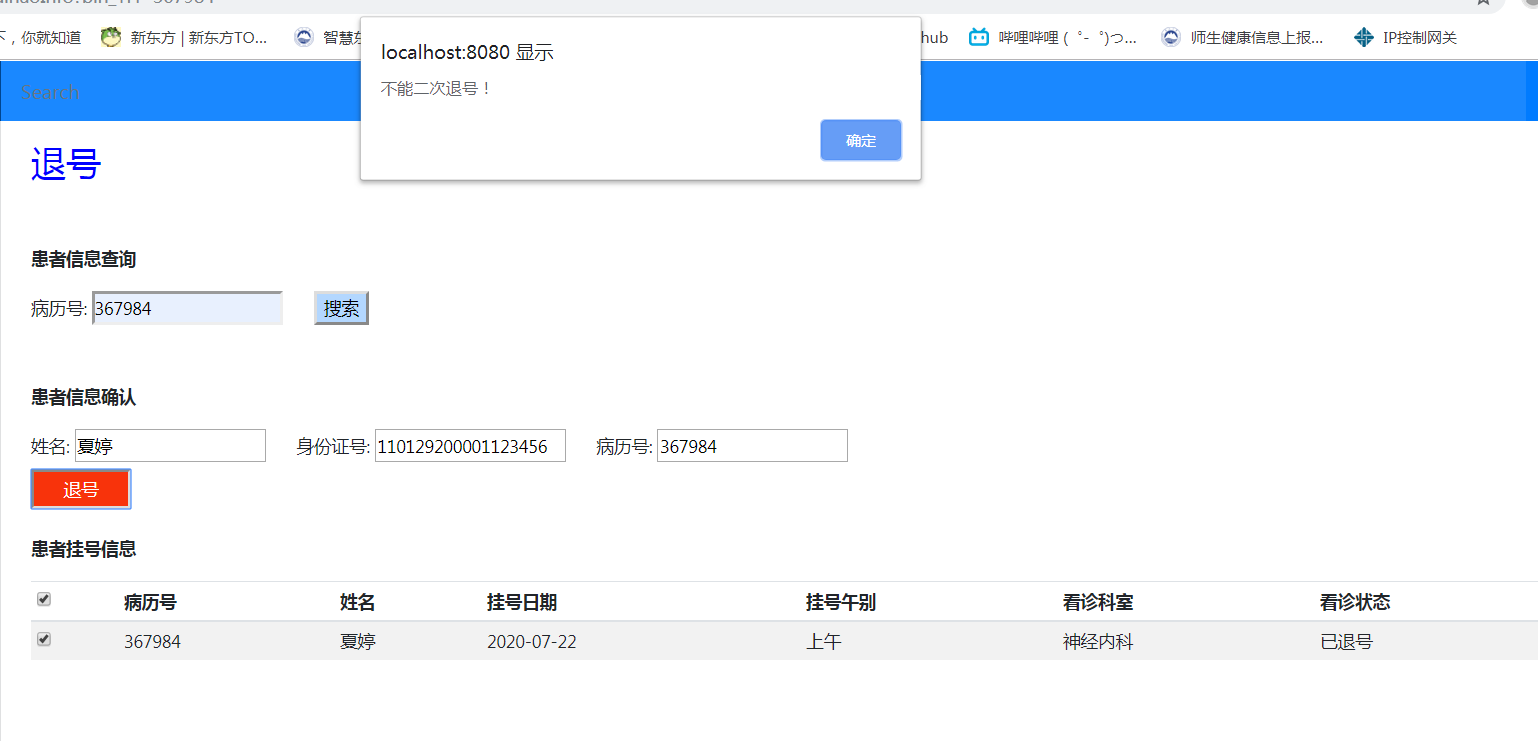 下，你就知道 新东方 | 新东方TO... 智慧东 hub 哔哩哔哩 ( ゜- ゜)つ... 师生健康信息上报... IP控制网关
localhost:8080 显示
不能二次退号！
确定
Search
退号
患者信息查询
病历号: 367984 搜索
患者信息确认
姓名: 夏婷 身份证号: 110129200001123456 病历号: 367984
退号
患者挂号信息
病历号 姓名 挂号日期 挂号午别 看诊科室 看诊状态
367984 夏婷 2020-07-22 上午 神经内科 已退号